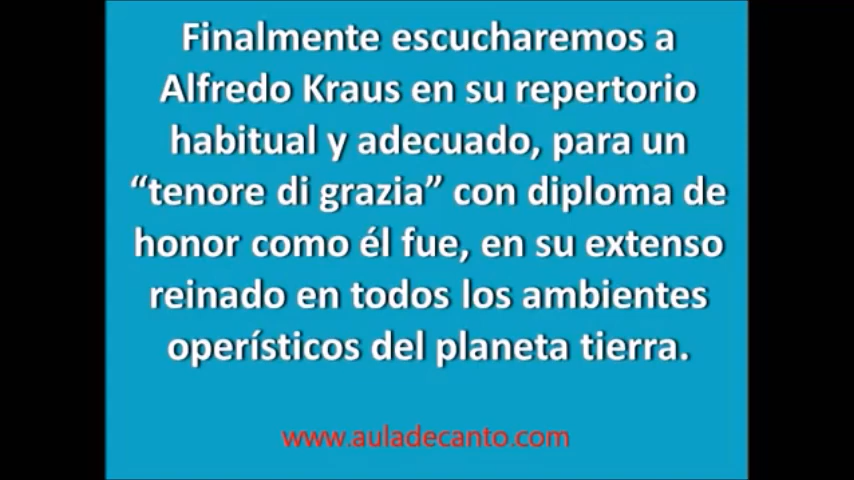 Finalmente escucharemos a
Alfredo Kraus en su repertorio
habitual y adecuado, para un
“tenore di grazia” con diploma de
honor como él fue, en su extenso
reinado en todos los ambientes
operísticos del planeta tierra.
www.auladecanto.com